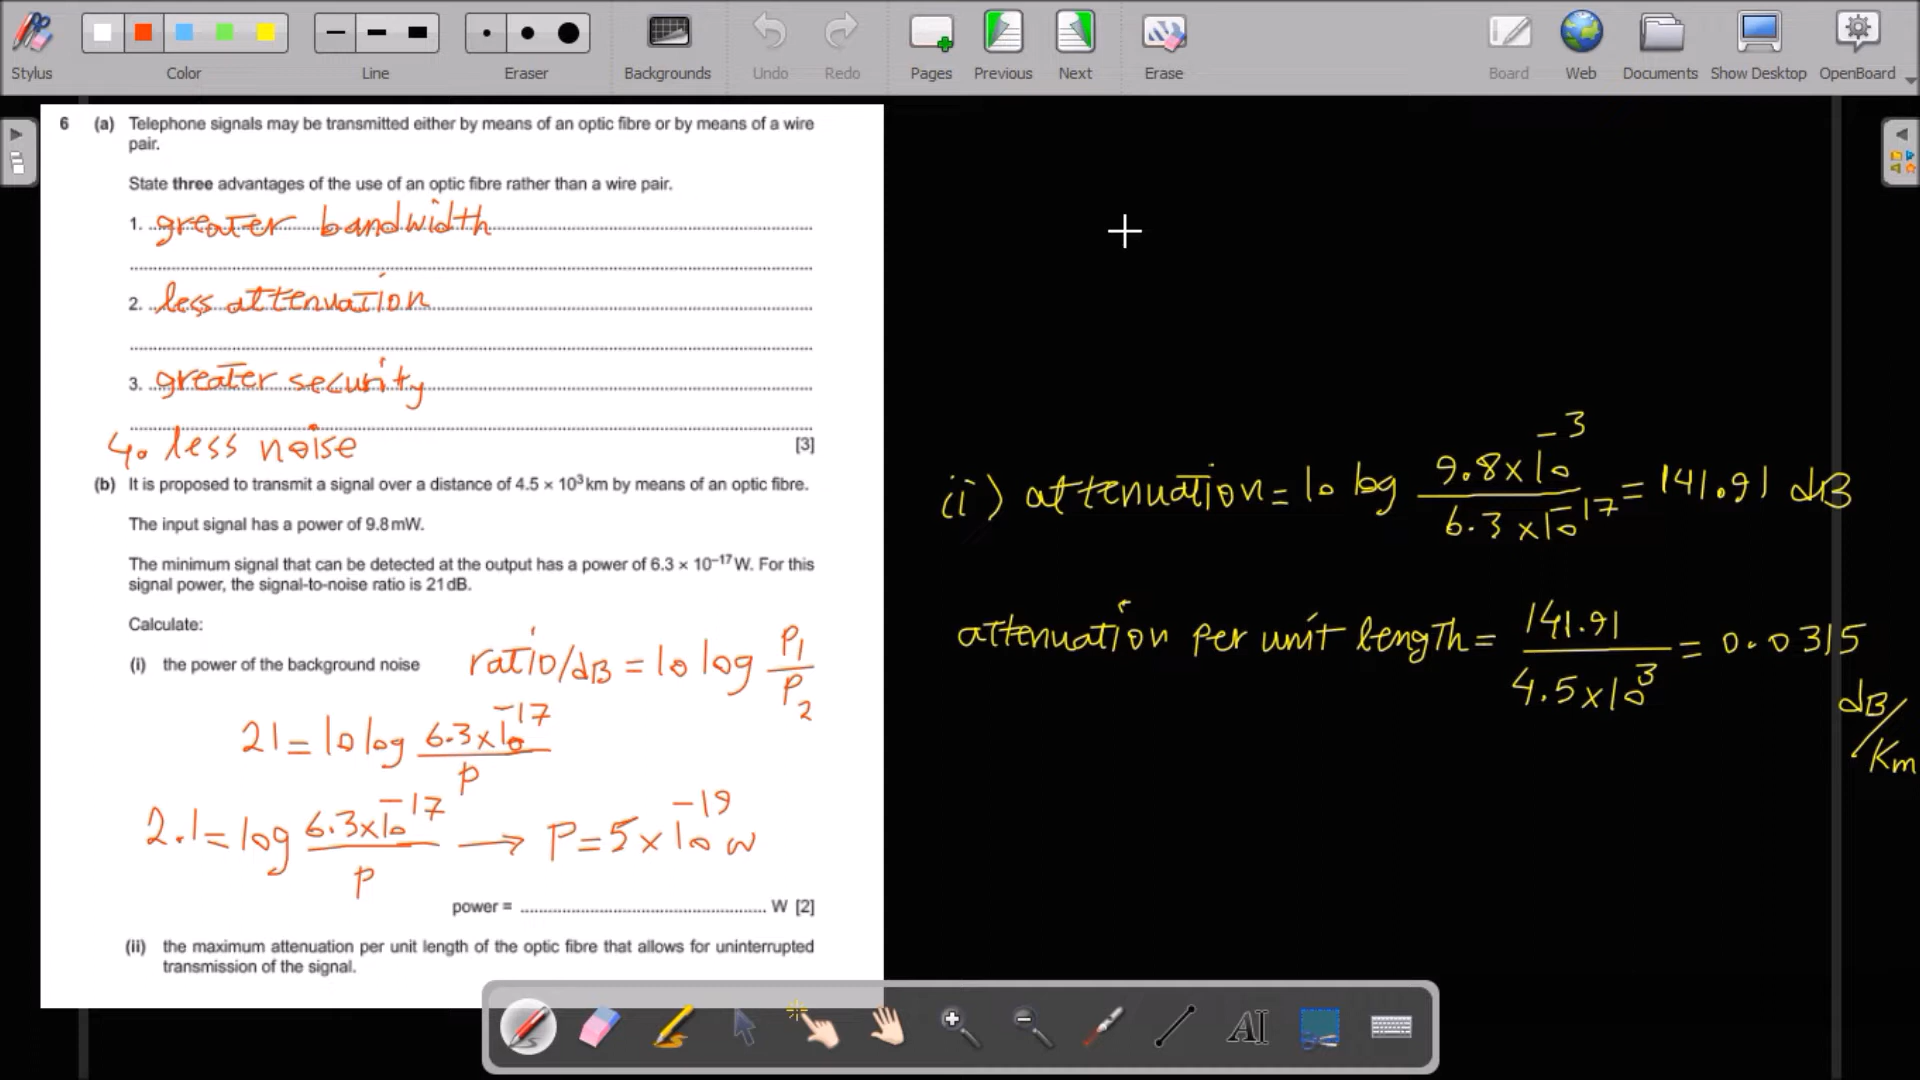 Stylus Color Line Eraser Backgrounds Undo Redo Pages Previous Next Erase Board Web Documents Show Desktop OpenBoard
6 (a) Telephone signals may be transmitted either by means of an optic fibre or by means of a wire
pair.
State three advantages of the use of an optic fibre rather than a wire pair.
1. greater bandwidth
2. less attenuation
3. greater security
4. less noise
[3]
(b) It is proposed to transmit a signal over a distance of 4.5 × 10³ km by means of an optic fibre.
The input signal has a power of 9.8 mW.
The minimum signal that can be detected at the output has a power of 6.3 × 10⁻¹⁷ W. For this
signal power, the signal-to-noise ratio is 21 dB.
Calculate:
(i) the power of the background noise
ratio/dB = 10 log P₁/P₂
21 = 10 log 6.3×10⁻¹⁷/P
2.1 = log 6.3×10⁻¹⁷/P → P = 5 × 10⁻¹⁹ W
power = .......... W [2]
(ii) the maximum attenuation per unit length of the optic fibre that allows for uninterrupted
transmission of the signal.
(ii) attenuation = 10 log 9.8×10⁻³/6.3×10⁻¹⁷ = 141.91 dB
attenuation per unit length = 141.91/4.5×10³ = 0.0315
dB/Km
AI